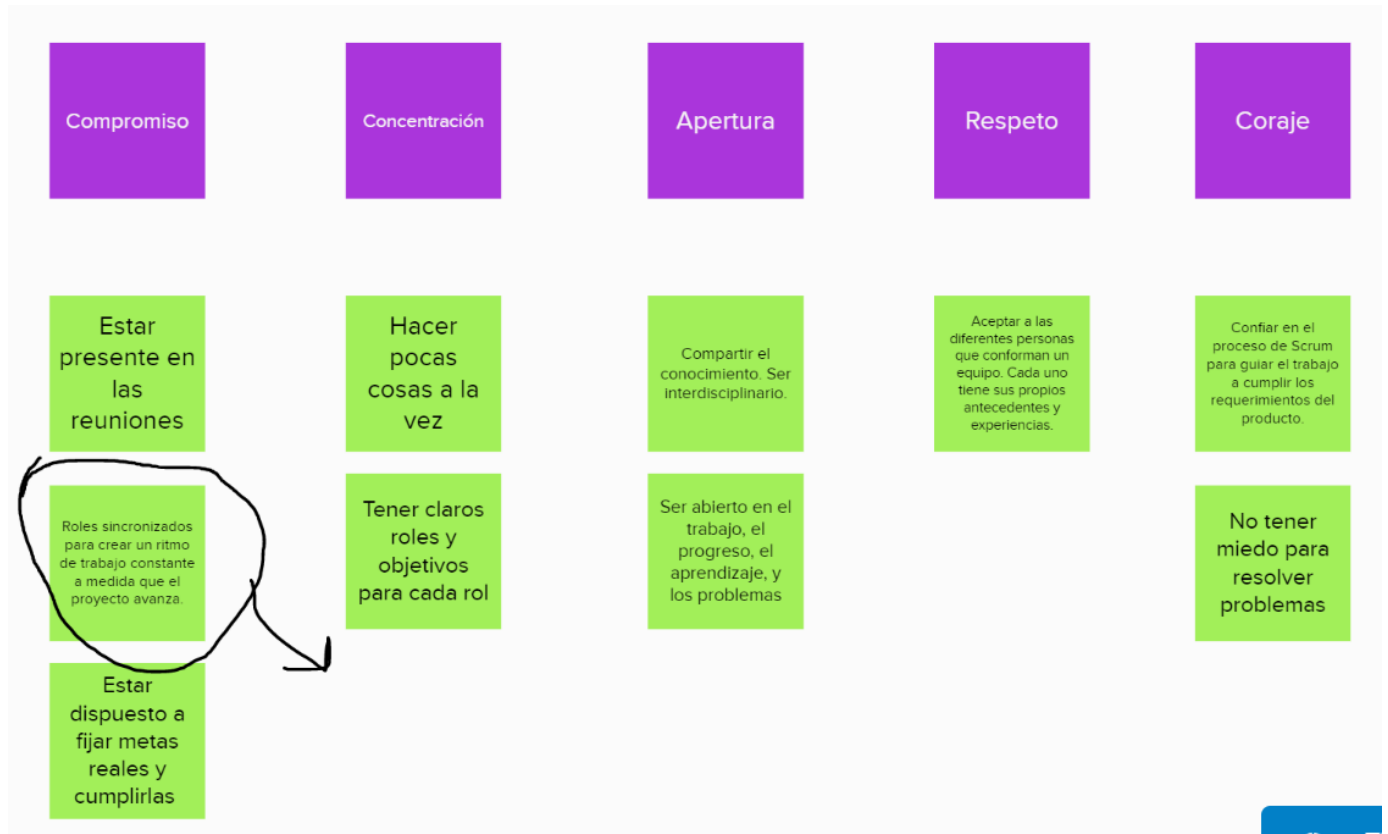 Compromiso
Concentración
Apertura
Respeto
Coraje
Estar
presente en
las
reuniones
Roles sincronizados
para crear un ritmo
de trabajo constante
a medida que el
proyecto avanza.
Estar
dispuesto a
fijar metas
reales y
cumplirlas
Hacer
pocas
cosas a la
vez
Tener claros
roles y
objetivos
para cada rol
Compartir el
conocimiento. Ser
interdisciplinario.
Ser abierto en el
trabajo, el
progreso, el
aprendizaje, y
los problemas
Aceptar a las
diferentes personas
que conforman un
equipo. Cada uno
tiene sus propios
antecedentes y
experiencias.
Confiar en el
proceso de Scrum
para guiar el trabajo
a cumplir los
requerimientos del
producto.
No tener
miedo para
resolver
problemas